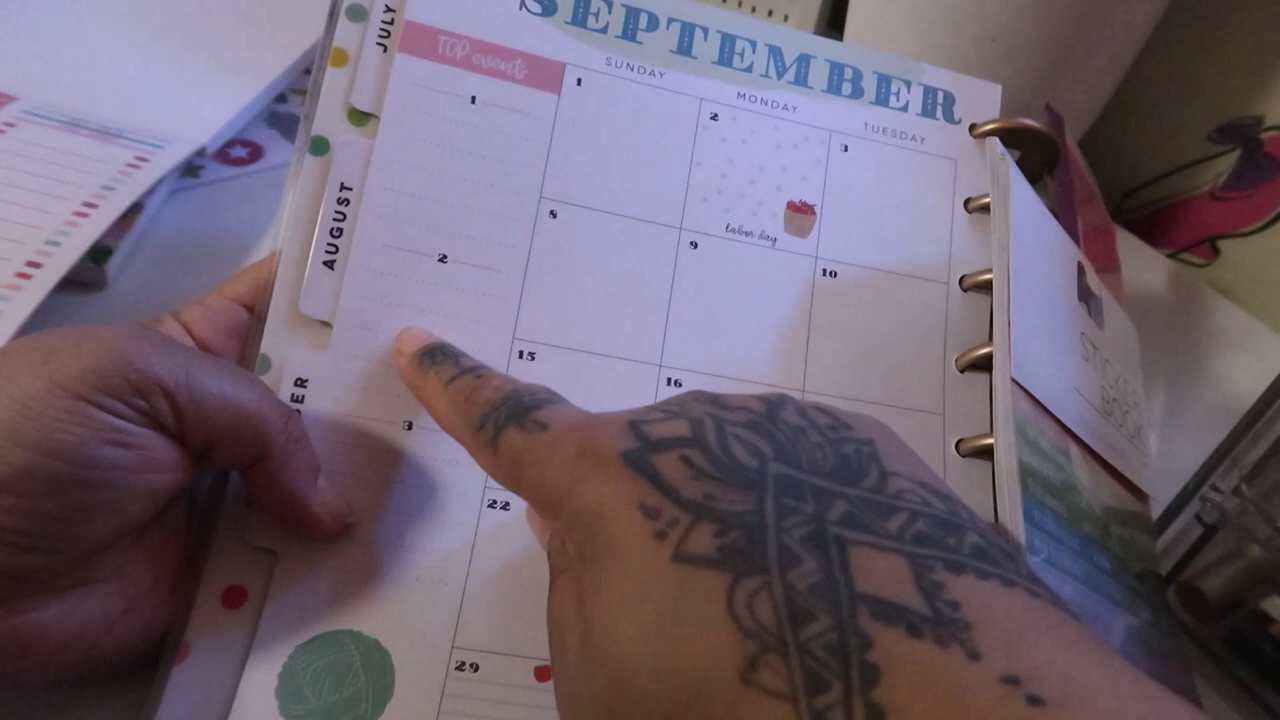 SEPTEMBER
JULY
TOP events
SUNDAY
MONDAY
TUESDAY
1
1
2
3
labor day
AUGUST
2
8
9
10
15
16
3
22
29
STICKER
BOOK